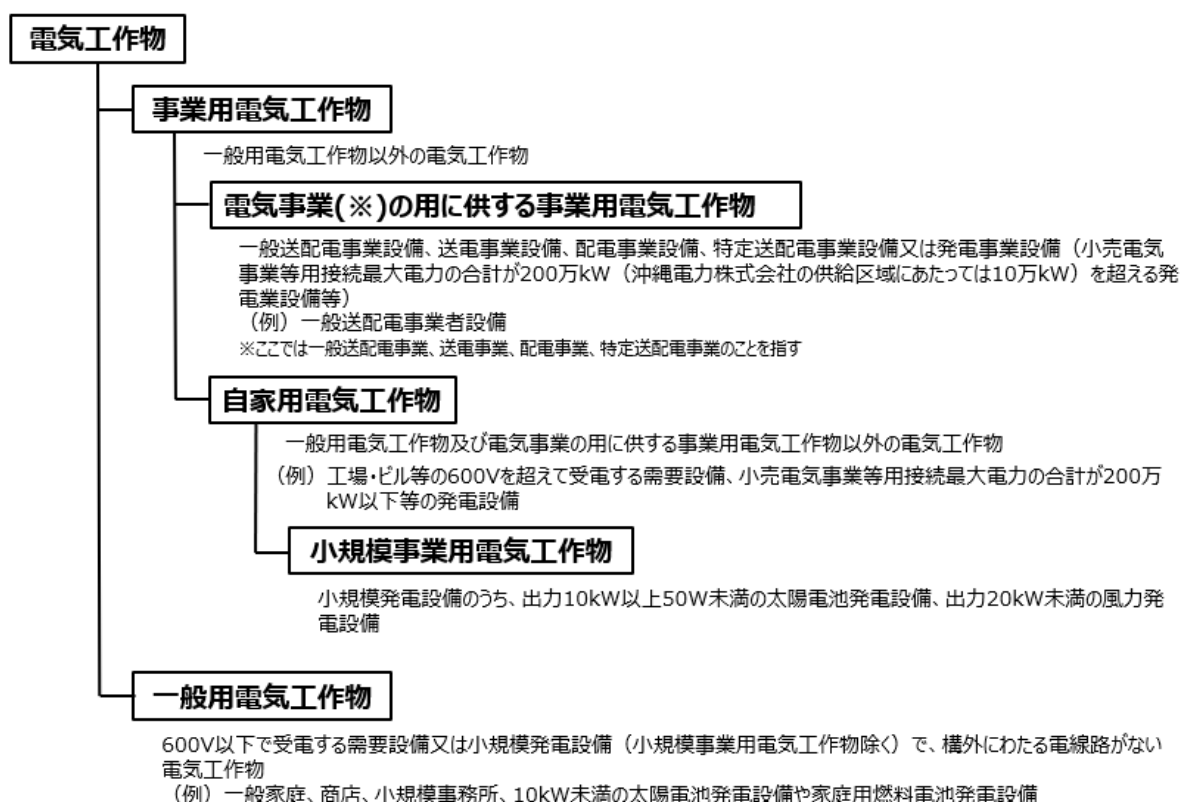 電気工作物
事業用電気工作物
一般用電気工作物以外の電気工作物
電気事業(※)の用に供する事業用電気工作物
一般送配電事業設備、送電事業設備、配電事業設備、特定送配電事業設備又は発電事業設備（小売電気
事業等用接続最大電力の合計が200万kW（沖縄電力株式会社の供給区域にあたっては10万kW）を超える発
電業設備等）
（例）一般送配電事業者設備
※ここでは一般送配電事業、送電事業、配電事業、特定送配電事業のことを指す
自家用電気工作物
一般用電気工作物及び電気事業の用に供する事業用電気工作物以外の電気工作物
（例）工場・ビル等の600Vを超えて受電する需要設備、小売電気事業等用接続最大電力の合計が200万
kW以下等の発電設備
小規模事業用電気工作物
小規模発電設備のうち、出力10kW以上50W未満の太陽電池発電設備、出力20kW未満の風力発
電設備
一般用電気工作物
600V以下で受電する需要設備又は小規模発電設備（小規模事業用電気工作物除く）で、構外にわたる電線路がない
電気工作物
（例）一般家庭、商店、小規模事務所、10kW未満の太陽電池発電設備や家庭用燃料電池発電設備